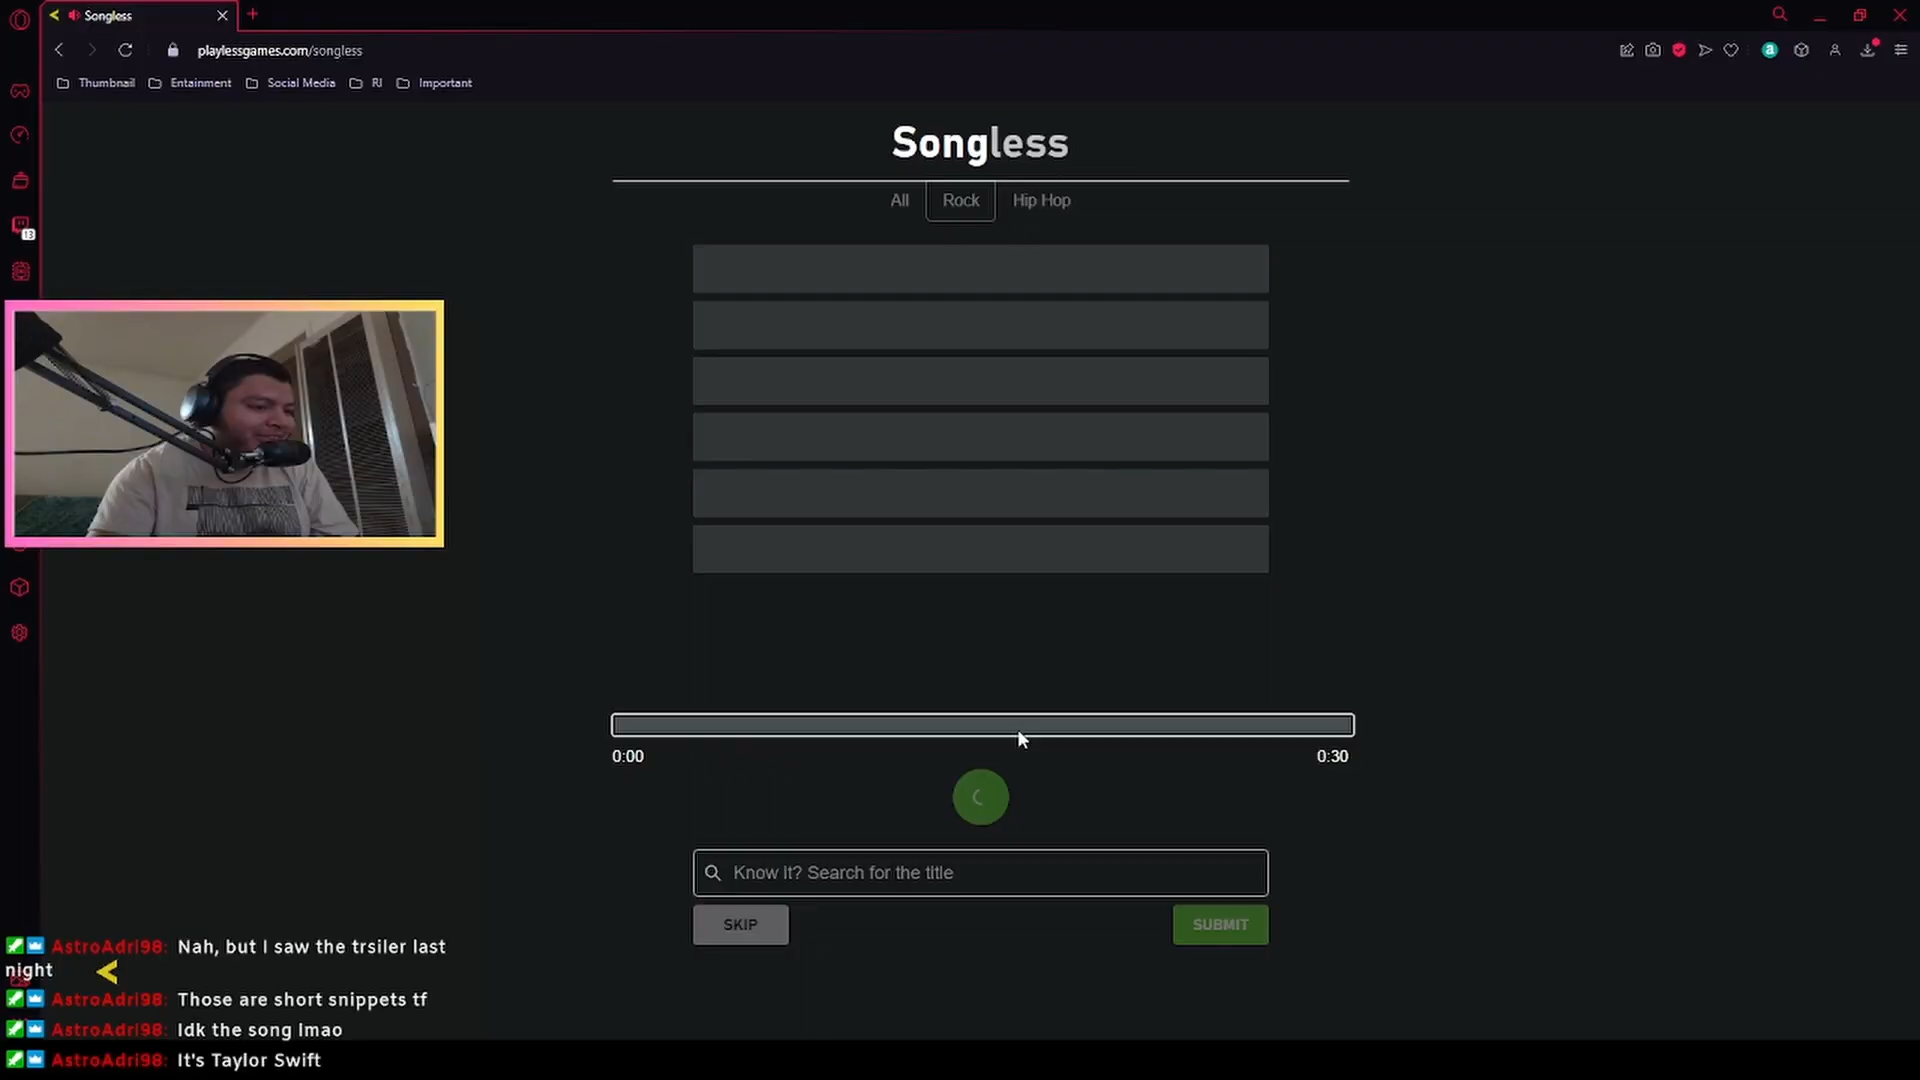 Songless
playlessgames.com/songless
Thumbnail Entainment Social Media RI Important
13
Songless
All Rock Hip Hop
0:00 0:30
Know it? Search for the title
SKIP SUBMIT
AstroAdri98: Nah, but I saw the trsiler last
night
AstroAdri98: Those are short snippets tf
AstroAdri98: Idk the song lmao
AstroAdri98: It's Taylor Swift